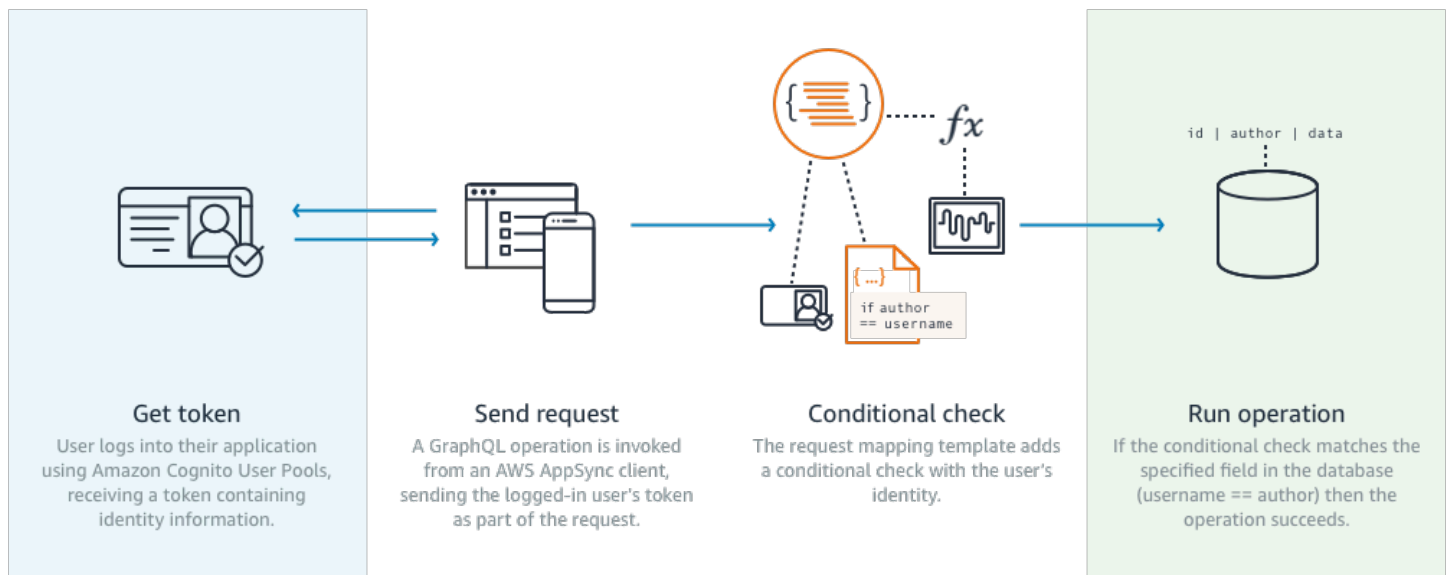 id | author | data
{ ... }
if author
== username
Get token
User logs into their application
using Amazon Cognito User Pools,
receiving a token containing
identity information.
Send request
A GraphQL operation is invoked
from an AWS AppSync client,
sending the logged-in user's token
as part of the request.
Conditional check
The request mapping template adds
a conditional check with the user's
identity.
Run operation
If the conditional check matches the
specified field in the database
(username == author) then the
operation succeeds.
fx